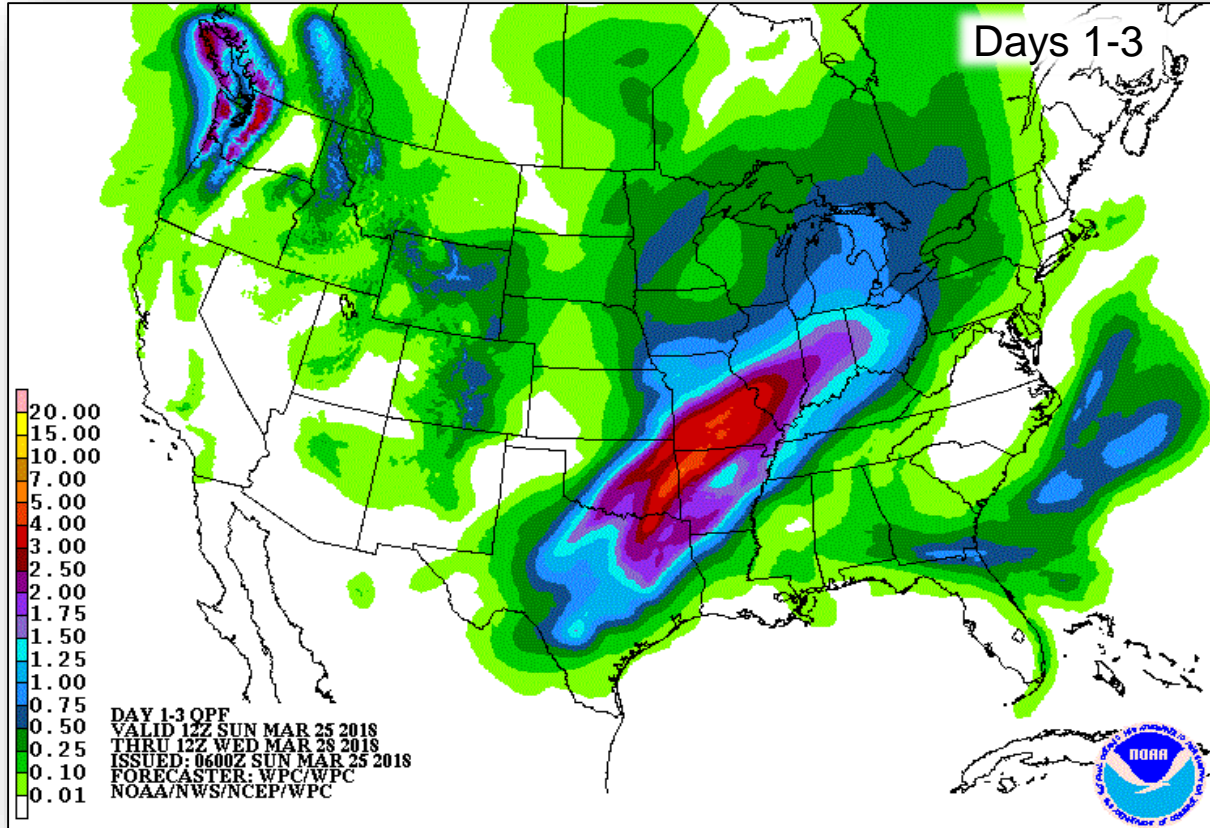 Days 1-3
20.00
15.00
10.00
7.00
5.00
4.00
3.00
2.50
2.00
1.75
1.50
1.25
1.00
0.75
0.50
0.25
0.10
0.01
DAY 1-3 QPF
VALID 12Z SUN MAR 25 2018
THRU 12Z WED MAR 28 2018
ISSUED: 0600Z SUN MAR 25 2018
FORECASTER: WPC/WPC
NOAA/NWS/NCEP/WPC
NOAA